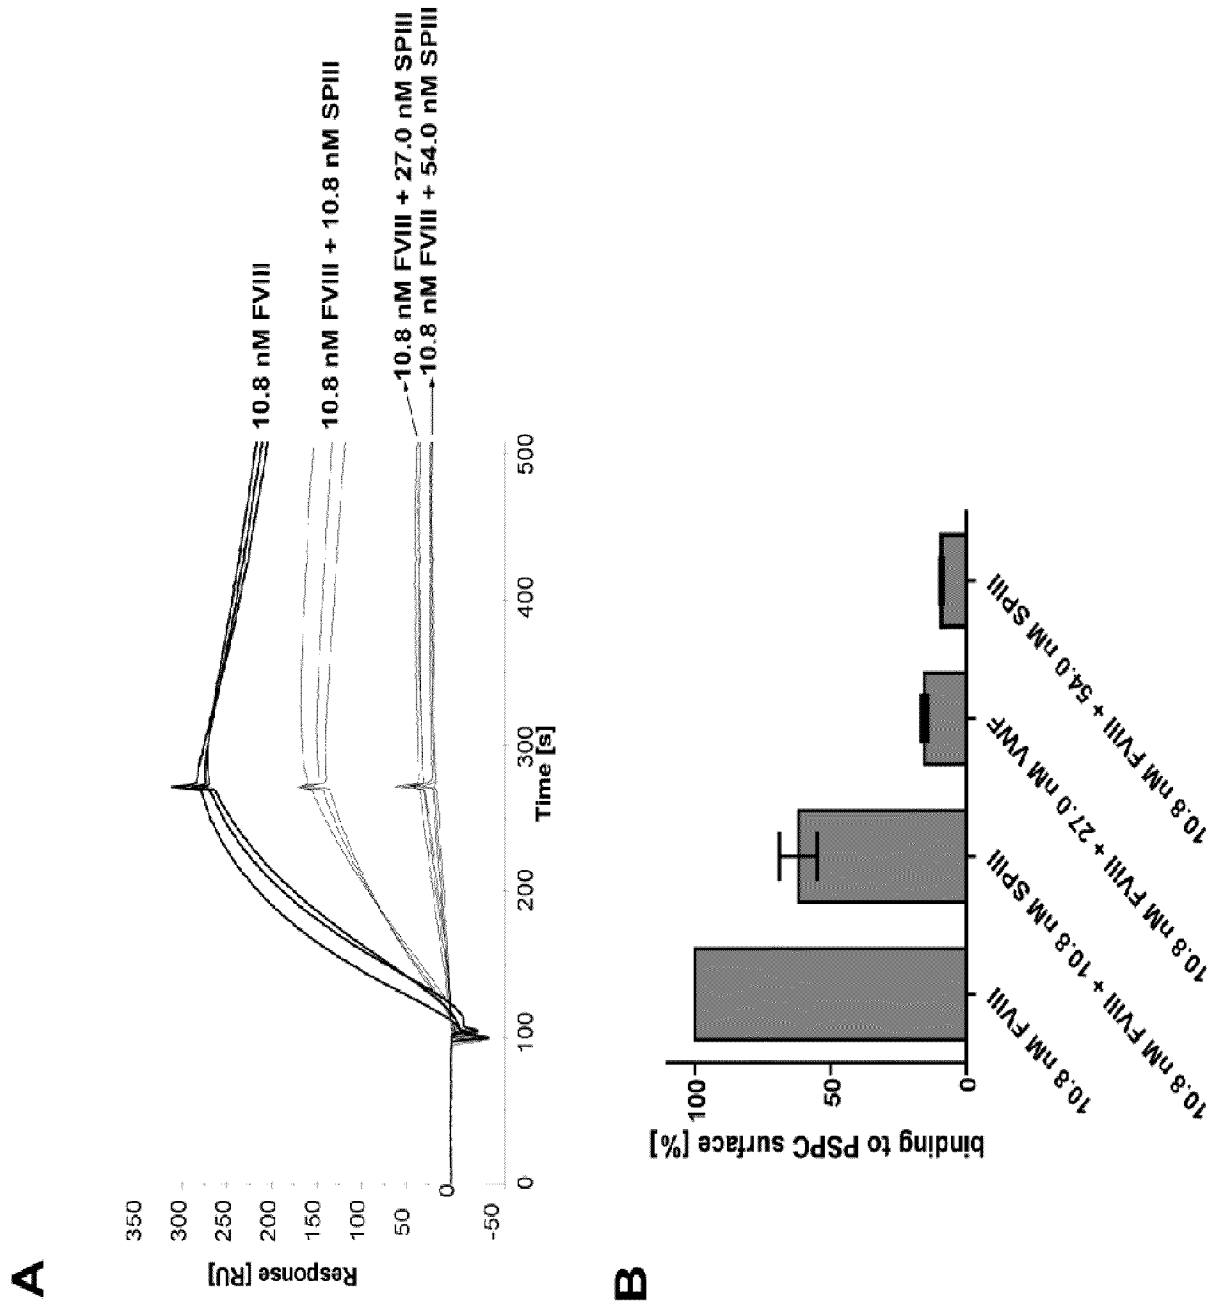 A
Response [RU]
350
300
250
200
150
100
50
0
-50
0
100
200
300
400
500
Time [s]
10.8 nM FVIII
10.8 nM FVIII + 10.8 nM SPIII
10.8 nM FVIII + 27.0 nM SPIII
10.8 nM FVIII + 54.0 nM SPIII
B
binding to PSPC surface [%]
100
50
0
10.8 nM FVIII
10.8 nM FVIII + 10.8 nM SPIII
10.8 nM FVIII + 27.0 nM VWF
10.8 nM FVIII + 54.0 nM SPIII